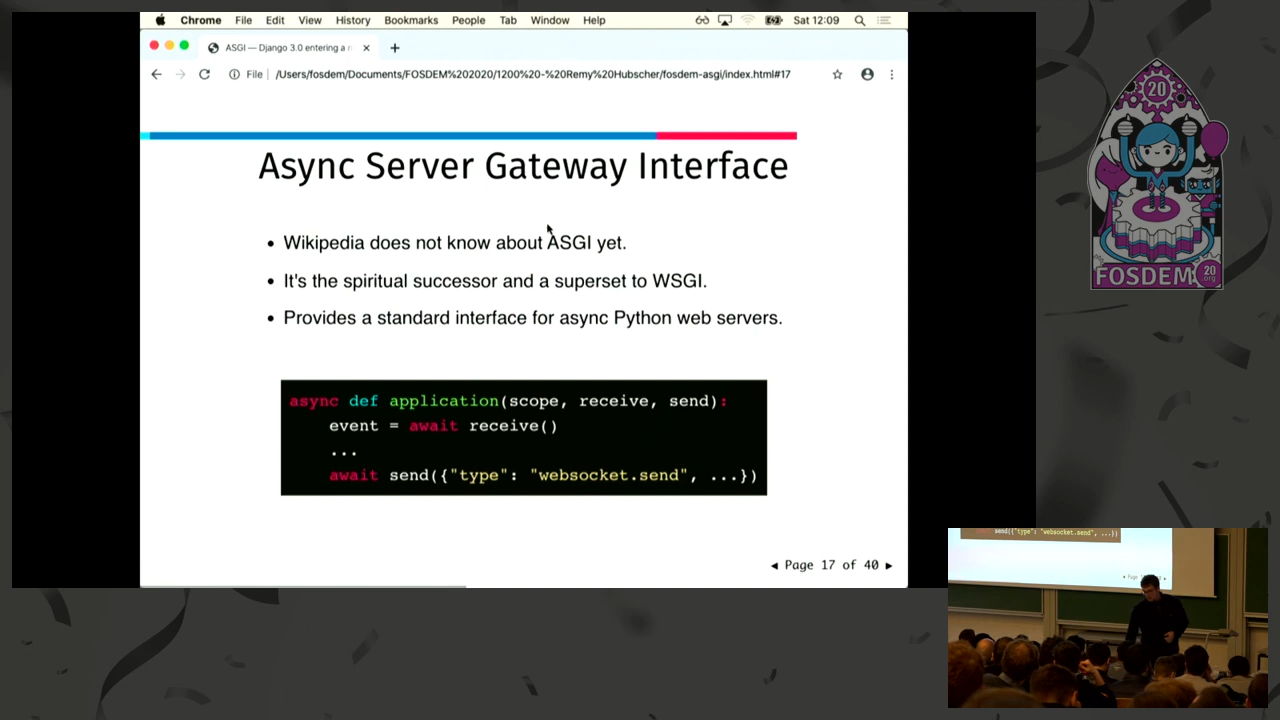 Chrome File Edit View History Bookmarks People Tab Window Help
Sat 12:09
ASGI — Django 3.0 entering a
File /Users/fosdem/Documents/FOSDEM%202020/1200%20-%20Remy%20Hubscher/fosdem-asgi/index.html#17
Async Server Gateway Interface
• Wikipedia does not know about ASGI yet.
• It's the spiritual successor and a superset to WSGI.
• Provides a standard interface for async Python web servers.
async def application(scope, receive, send):
event = await receive()
...
await send({"type": "websocket.send", ...})
◀ Page 17 of 40 ▶
20
FOSDEM 20
.org
send({"type": "websocket.send", ...})